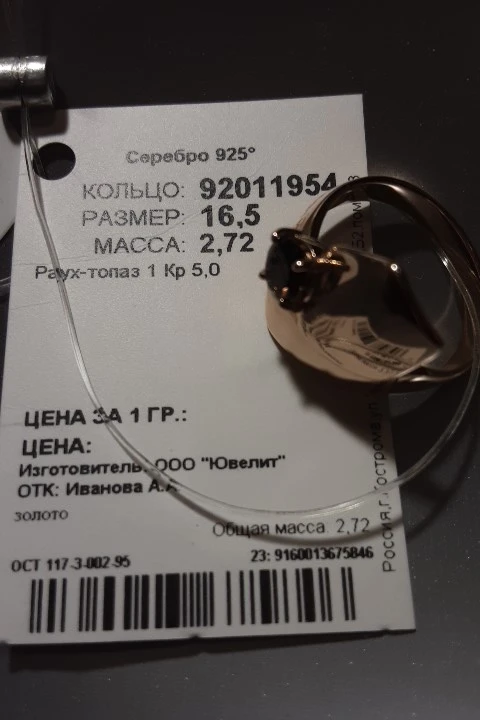 Серебро 925°
КОЛЬЦО: 92011954
РАЗМЕР: 16,5
МАССА: 2,72
Раух-топаз 1 Кр 5,0
ЦЕНА ЗА 1 ГР.:
ЦЕНА:
Изготовитель: ООО "Ювелит"
ОТК: Иванова А.А
золото
Общая масса: 2,72
ОСТ 117-3-002-95
23: 9160013675846
Россия,г.Кострома